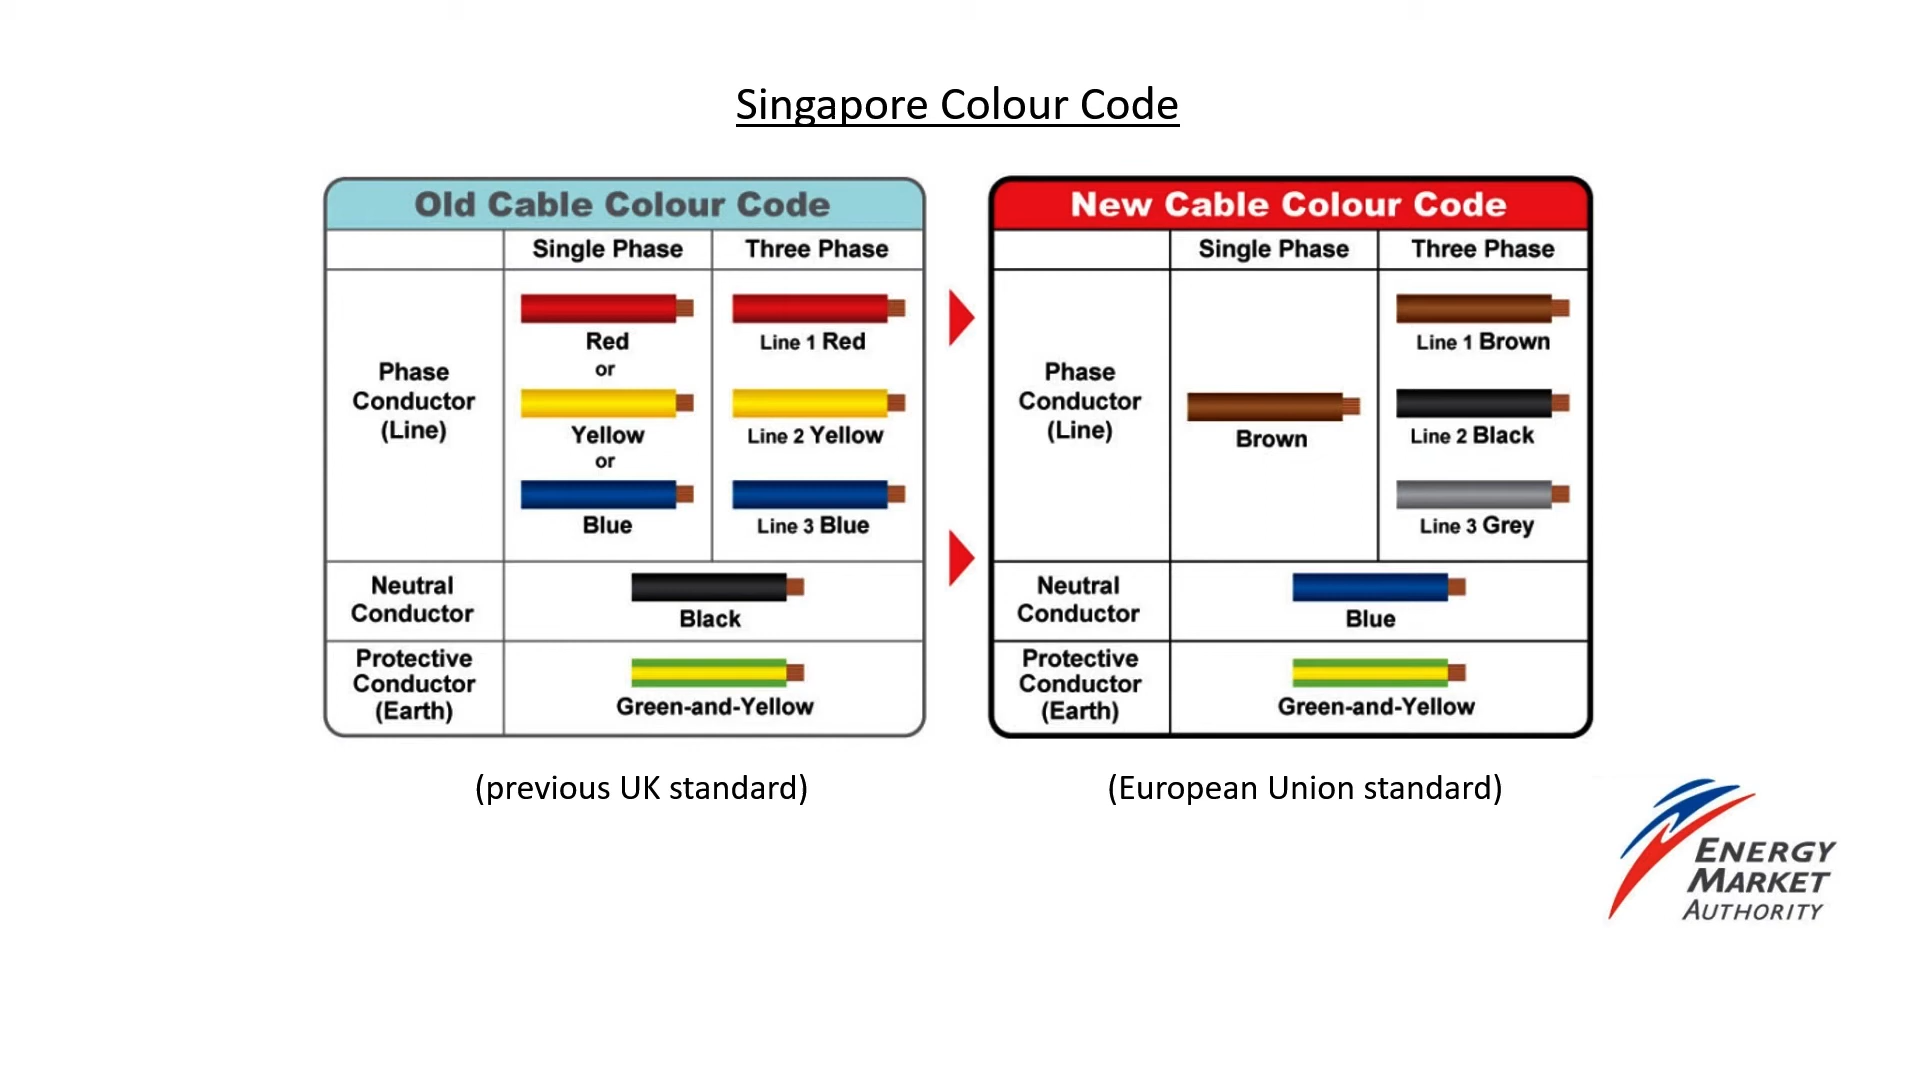 Singapore Colour Code
Old Cable Colour Code
Single Phase
Three Phase
Phase
Conductor
(Line)
Red
or
Yellow
or
Blue
Line 1 Red
Line 2 Yellow
Line 3 Blue
Neutral
Conductor
Black
Protective
Conductor
(Earth)
Green-and-Yellow
(previous UK standard)
New Cable Colour Code
Single Phase
Three Phase
Phase
Conductor
(Line)
Brown
Line 1 Brown
Line 2 Black
Line 3 Grey
Neutral
Conductor
Blue
Protective
Conductor
(Earth)
Green-and-Yellow
(European Union standard)
ENERGY
MARKET
AUTHORITY